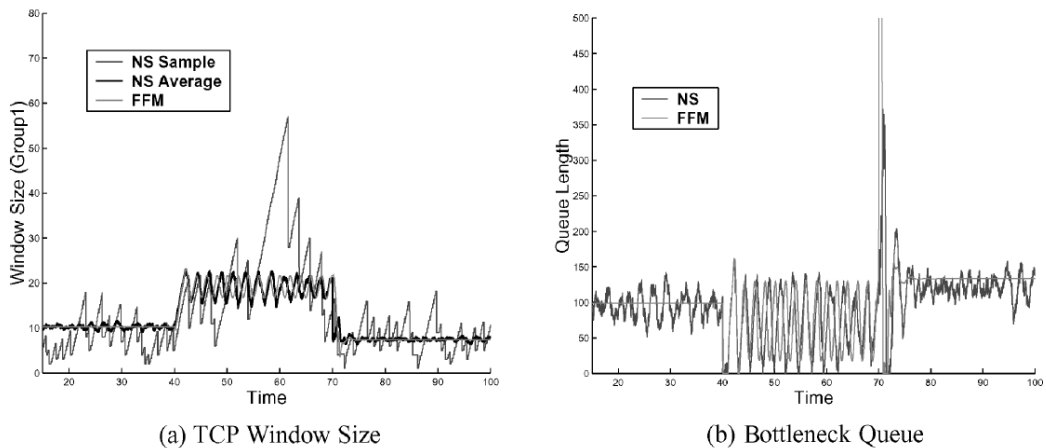 80
70
60
50
40
30
20
10
0
Window Size (Group1)
NS Sample
NS Average
FFM
20 30 40 50 60 70 80 90 100
Time
(a) TCP Window Size
500
450
400
350
300
250
200
150
100
50
0
Queue Length
NS
FFM
20 30 40 50 60 70 80 90 100
Time
(b) Bottleneck Queue